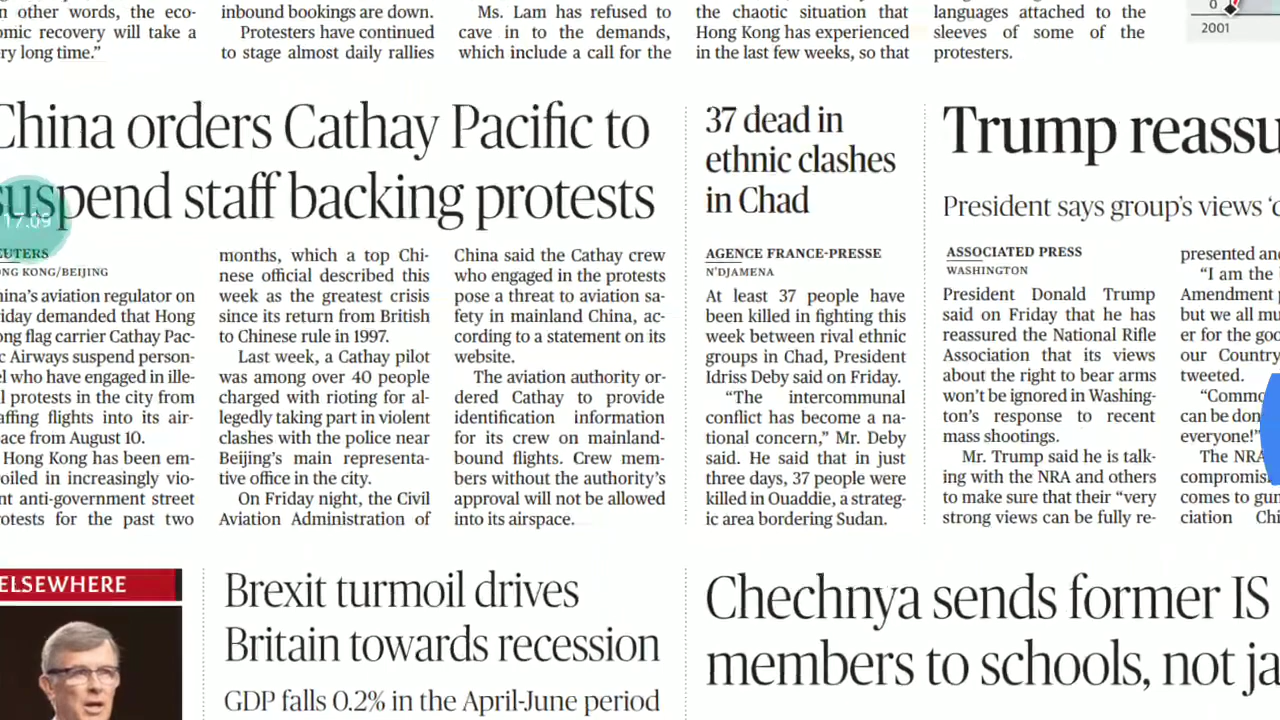 n other words, the eco-
omic recovery will take a
ry long time.”
inbound bookings are down.
Protesters have continued
to stage almost daily rallies
Ms. Lam has refused to
cave in to the demands,
which include a call for the
the chaotic situation that
Hong Kong has experienced
in the last few weeks, so that
languages attached to the
sleeves of some of the
protesters.
0
2001
China orders Cathay Pacific to
suspend staff backing protests
17:09
EUTERS
ONG KONG/BEIJING
hina’s aviation regulator on
riday demanded that Hong
ong flag carrier Cathay Pac-
c Airways suspend person-
el who have engaged in ille-
l protests in the city from
affing flights into its air-
ace from August 10.
Hong Kong has been em-
oiled in increasingly vio-
nt anti-government street
rotests for the past two
months, which a top Chi-
nese official described this
week as the greatest crisis
since its return from British
to Chinese rule in 1997.
Last week, a Cathay pilot
was among over 40 people
charged with rioting for al-
legedly taking part in violent
clashes with the police near
Beijing’s main representa-
tive office in the city.
On Friday night, the Civil
Aviation Administration of
China said the Cathay crew
who engaged in the protests
pose a threat to aviation sa-
fety in mainland China, ac-
cording to a statement on its
website.
The aviation authority or-
dered Cathay to provide
identification information
for its crew on mainland-
bound flights. Crew mem-
bers without the authority’s
approval will not be allowed
into its airspace.
37 dead in
ethnic clashes
in Chad
AGENCE FRANCE-PRESSE
N’DJAMENA
At least 37 people have
been killed in fighting this
week between rival ethnic
groups in Chad, President
Idriss Deby said on Friday.
“The intercommunal
conflict has become a na-
tional concern,” Mr. Deby
said. He said that in just
three days, 37 people were
killed in Ouaddie, a strateg-
ic area bordering Sudan.
Trump reassu
President says group’s views ‘
ASSOCIATED PRESS
WASHINGTON
President Donald Trump
said on Friday that he has
reassured the National Rifle
Association that its views
about the right to bear arms
won’t be ignored in Washing-
ton’s response to recent
mass shootings.
Mr. Trump said he is talk-
ing with the NRA and others
to make sure that their “very
strong views can be fully re-
presented and
“I am the
Amendment
but we all mu
er for the goo
our Country
tweeted.
“Commo
can be don
everyone!”
The NRA
compromis
comes to gun
ciation Chi
ELSEWHERE
Brexit turmoil drives
Britain towards recession
GDP falls 0.2% in the April-June period
Chechnya sends former IS
members to schools, not ja